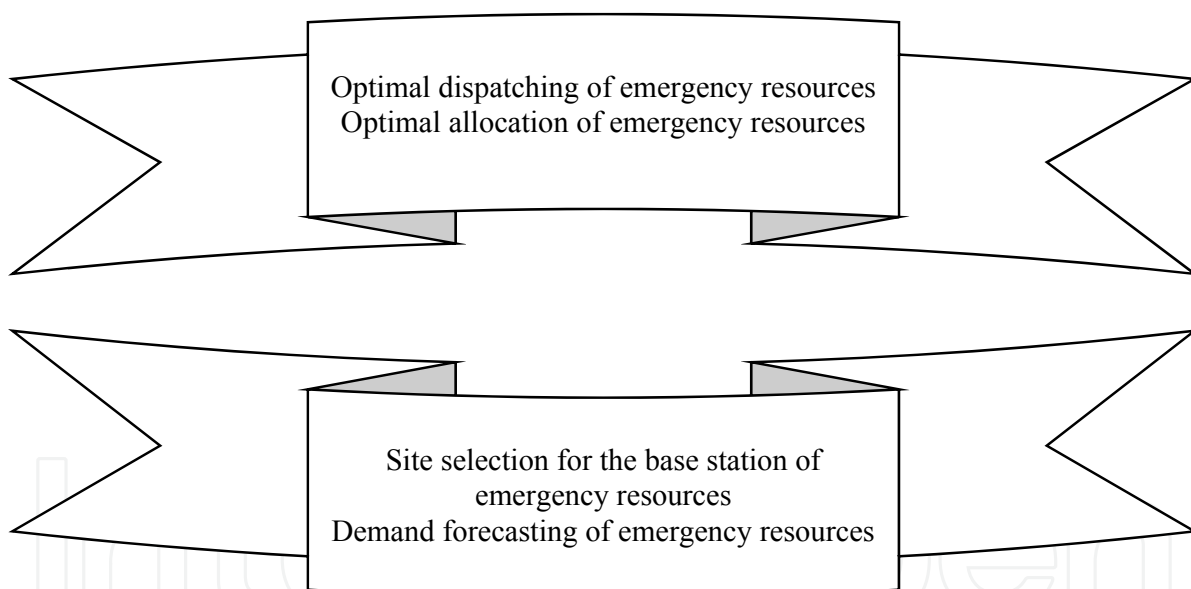 Optimal dispatching of emergency resources
Optimal allocation of emergency resources
Site selection for the base station of
emergency resources
Demand forecasting of emergency resources